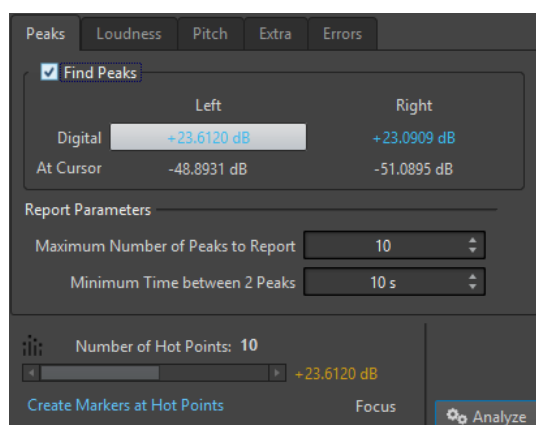 Peaks Loudness Pitch Extra Errors
Find Peaks
Left Right
Digital +23.6120 dB +23.0909 dB
At Cursor -48.8931 dB -51.0895 dB
Report Parameters
Maximum Number of Peaks to Report 10
Minimum Time between 2 Peaks 10 s
Number of Hot Points: 10
+23.6120 dB
Create Markers at Hot Points Focus
Analyze